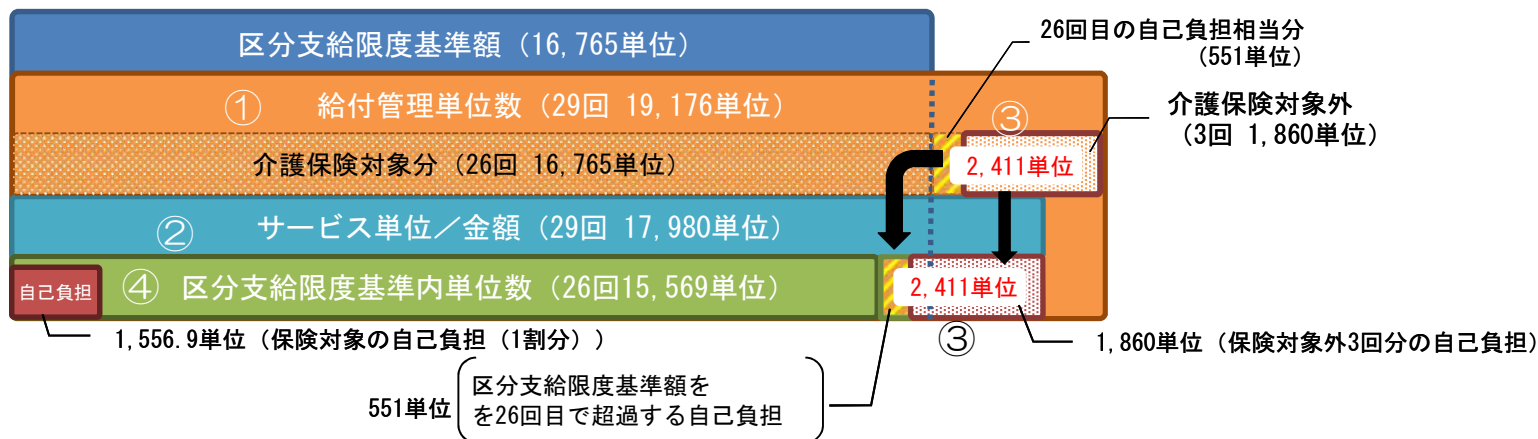 区分支給限度基準額（16,765単位）
26回目の自己負担相当分
（551単位）
① 給付管理単位数（29回 19,176単位）
③
介護保険対象外
（3回 1,860単位）
介護保険対象分（26回 16,765単位）
2,411単位
② サービス単位／金額（29回 17,980単位）
自己負担
④ 区分支給限度基準内単位数（26回15,569単位）
2,411単位
③
1,556.9単位（保険対象の自己負担（1割分））
1,860単位（保険対象外3回分の自己負担）
551単位
区分支給限度基準額を
を26回目で超過する自己負担